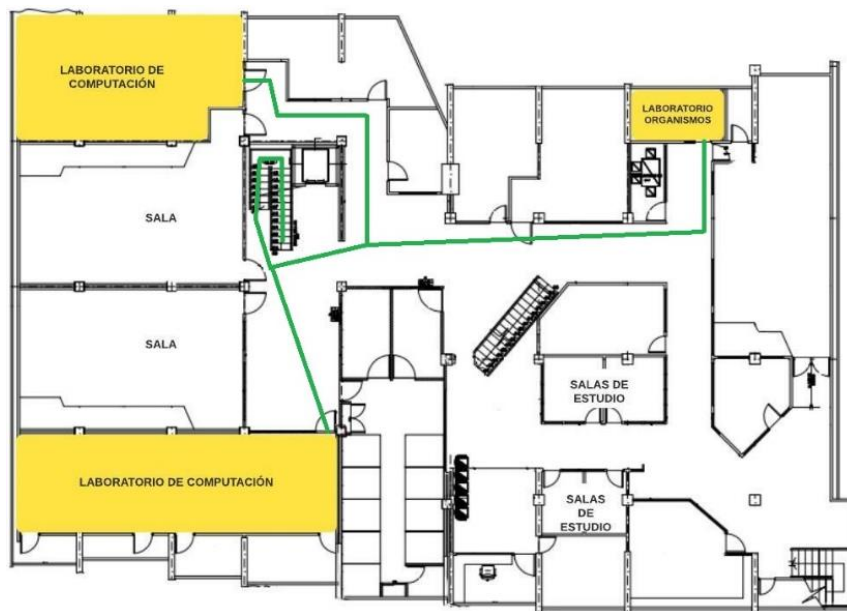 LABORATORIO DE
COMPUTACIÓN
LABORATORIO
ORGANISMOS
SALA
SALA
SALAS DE
ESTUDIO
LABORATORIO DE COMPUTACIÓN
SALAS
DE
ESTUDIO